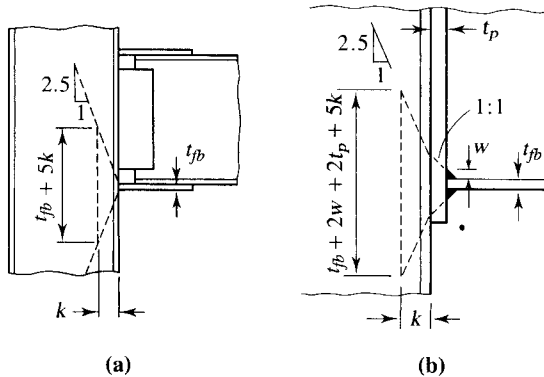 2.5
1
t_fb + 5k
t_fb
k
(a)
2.5
1
t_p
1:1
w
t_fb
t_fb + 2w + 2t_p + 5k
k
(b)